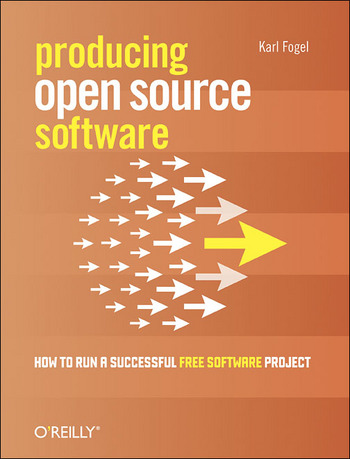 Karl Fogel
producing
open source
software
HOW TO RUN A SUCCESSFUL FREE SOFTWARE PROJECT
O'REILLY®